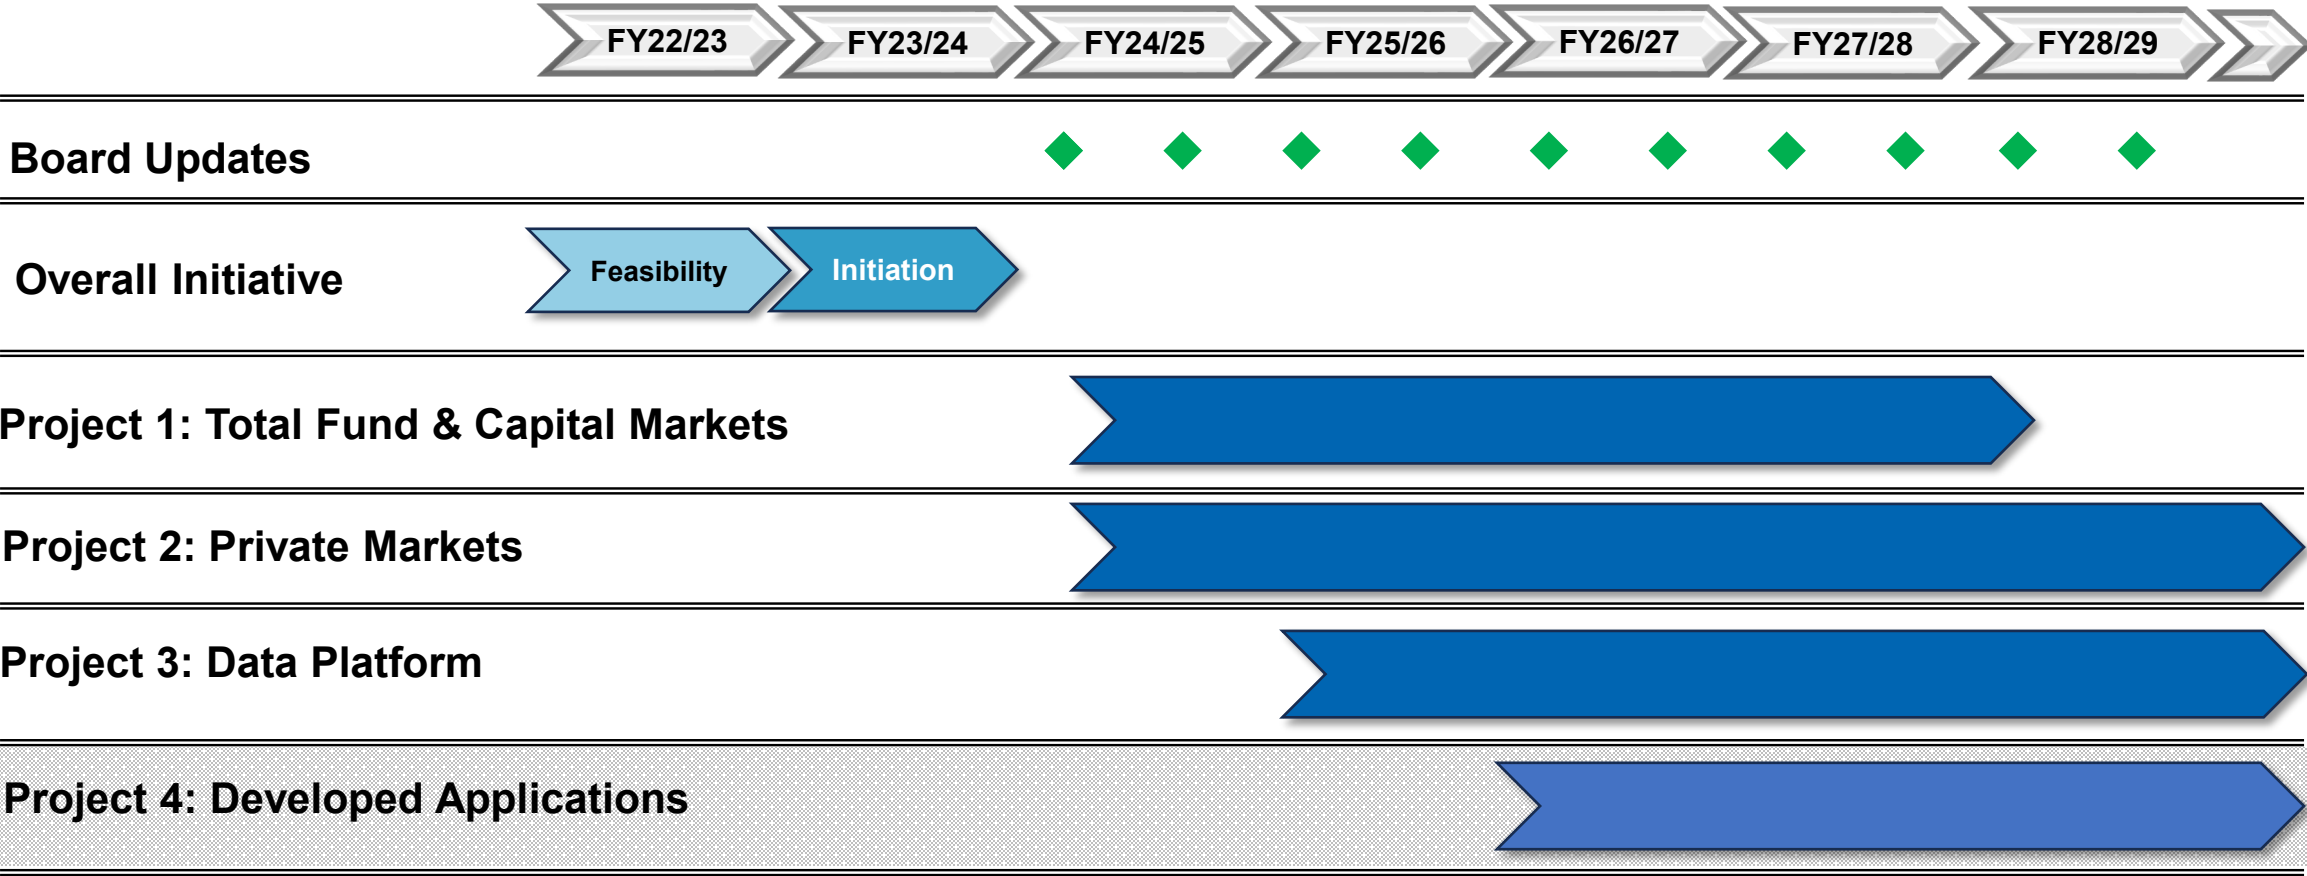 FY22/23
FY23/24
FY24/25
FY25/26
FY26/27
FY27/28
FY28/29
Board Updates
Overall Initiative
Feasibility
Initiation
Project 1: Total Fund & Capital Markets
Project 2: Private Markets
Project 3: Data Platform
Project 4: Developed Applications